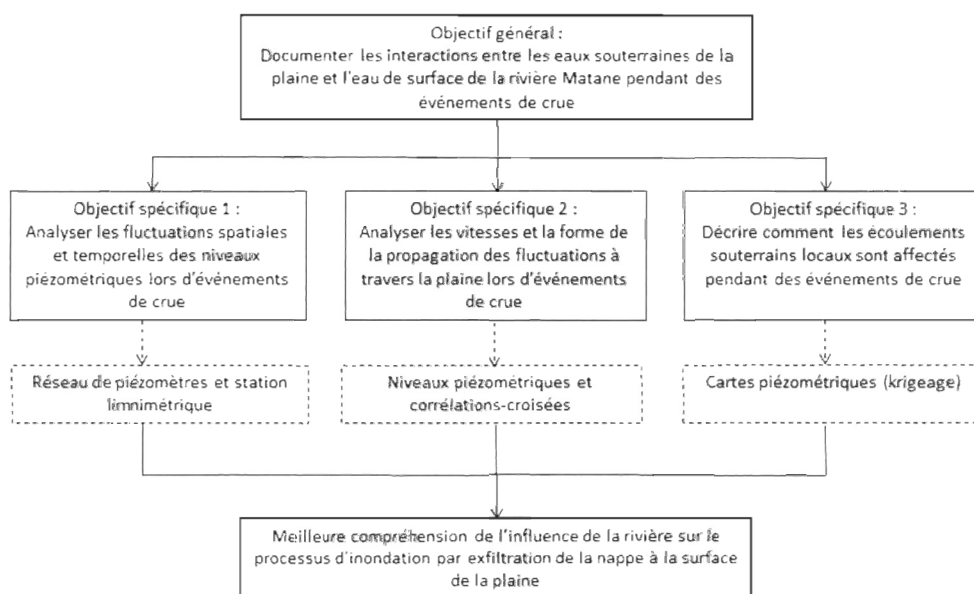 Objectif général :
Documenter les interactions entre les eaux souterraines de la
plaine et l'eau de surface de la rivière Matane pendant des
événements de crue
Objectif spécifique 1 :
Analyser les fluctuations spatiales
et temporelles des niveaux
piézométriques lors d'événements
de crue
Objectif spécifique 2 :
Analyser les vitesses et la forme de
la propagation des fluctuations à
travers la plaine lors d'événements
de crue
Objectif spécifique 3 :
Décrire comment les écoulements
souterrains locaux sont affectés
pendant des événements de crue
Réseau de piézomètres et station
limnimétrique
Niveaux piézométriques et
corrélations-croisées
Cartes piézométriques (krigeage)
Meilleure compréhension de l'influence de la rivière sur le
processus d'inondation par exfiltration de la nappe à la surface
de la plaine